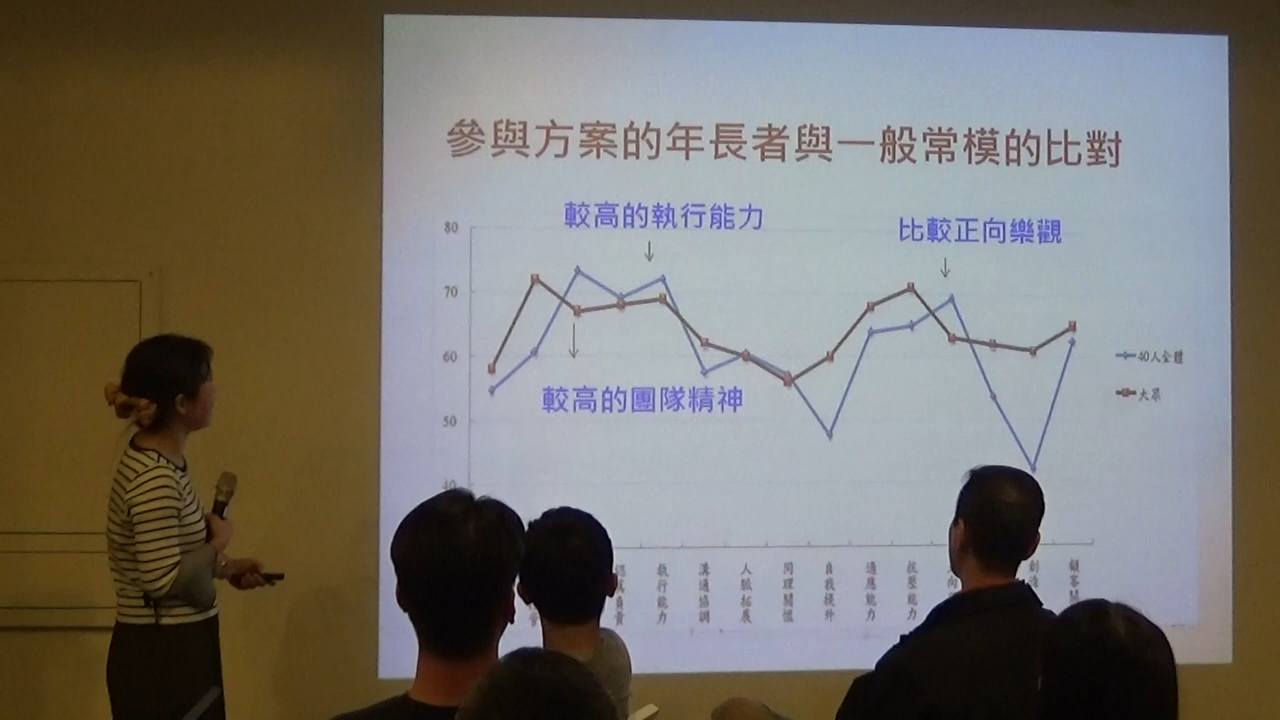 參與方案的年長者與一般常模的比對
較高的執行能力
比較正向樂觀
較高的團隊精神
80
70
60
50
40
40人全體
大眾
認真負責
執行能力
溝通協調
人脈拓展
同理關懷
自我提升
適應能力
抗壓能力